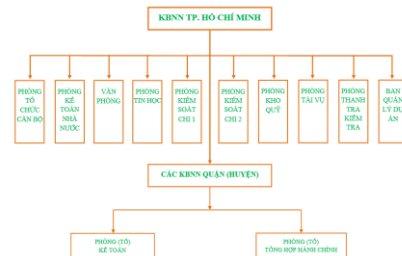 KBNN TP. HỒ CHÍ MINH
PHÒNG
TỔ
CHỨC
CÁN BỘ
PHÒNG
KẾ
TOÁN
NHÀ
NƯỚC
VĂN
PHÒNG
PHÒNG
TIN HỌC
PHÒNG
KIỂM
SOÁT
CHI 1
PHÒNG
KIỂM
SOÁT
CHI 2
PHÒNG
KHO
QUỸ
PHÒNG
TÀI VỤ
PHÒNG
THANH
TRA
KIỂM
TRA
BAN
QUẢN
LÝ DỰ
ÁN
CÁC KBNN QUẬN (HUYỆN)
PHÒNG (TỔ)
KẾ TOÁN
PHÒNG (TỔ)
TỔNG HỢP HÀNH CHÍNH